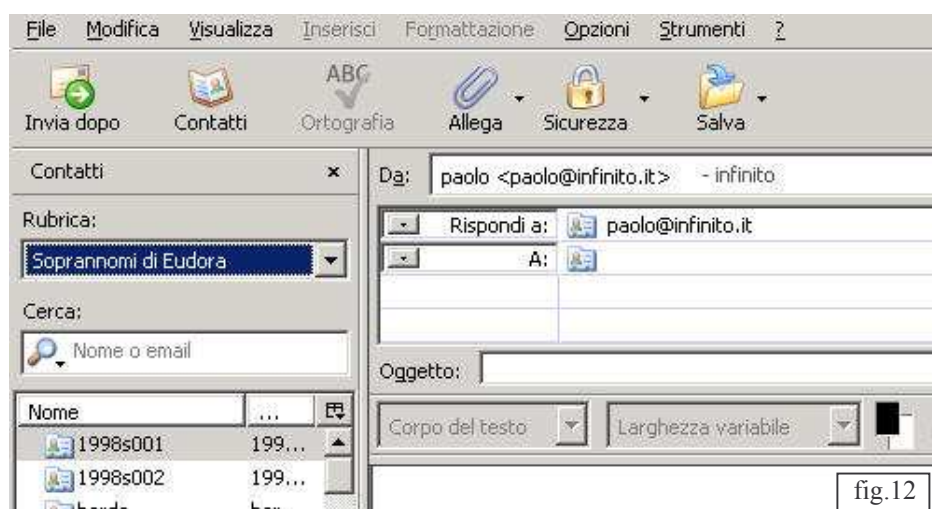 File Modifica Visualizza Inserisci Formattazione Opzioni Strumenti ?
ABC
Invia dopo Contatti Ortografia Allega Sicurezza Salva
Contatti x
Rubrica:
Soprannomi di Eudora
Cerca:
Nome o email
Nome ...
1998s001 199...
1998s002 199...
Da: paolo <paolo@infinito.it> - infinito
Rispondi a: paolo@infinito.it
A:
Oggetto:
Corpo del testo Larghezza variabile
fig.12